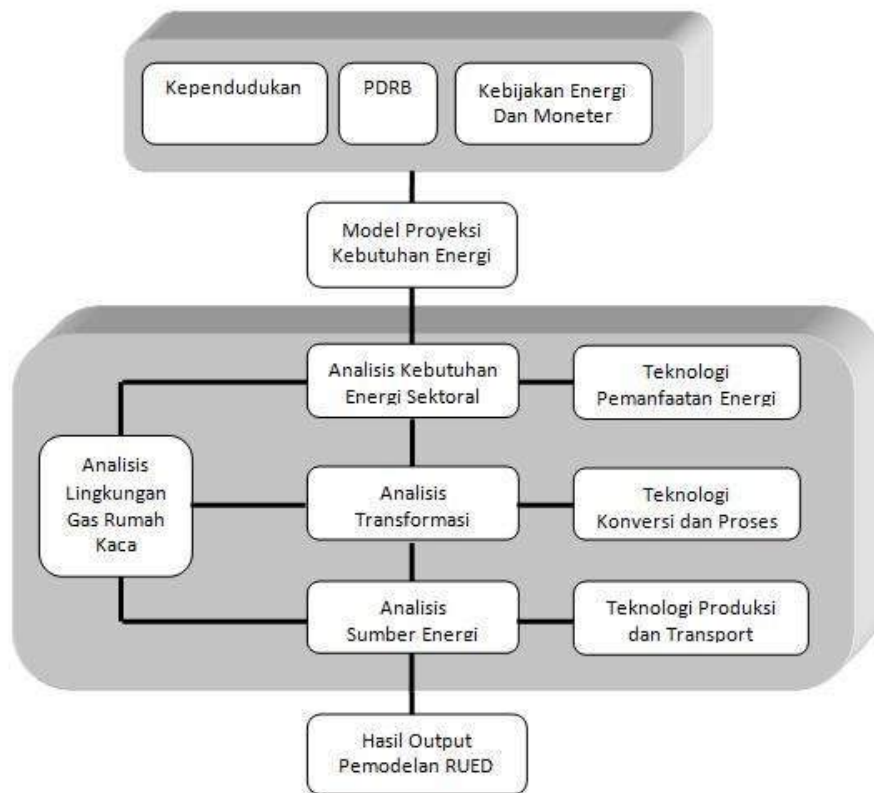 Kependudukan
PDRB
Kebijakan Energi
Dan Moneter
Model Proyeksi
Kebutuhan Energi
Analisis Kebutuhan
Energi Sektoral
Teknologi
Pemanfaatan Energi
Analisis
Lingkungan
Gas Rumah
Kaca
Analisis
Transformasi
Teknologi
Konversi dan Proses
Analisis
Sumber Energi
Teknologi Produksi
dan Transport
Hasil Output
Pemodelan RUED